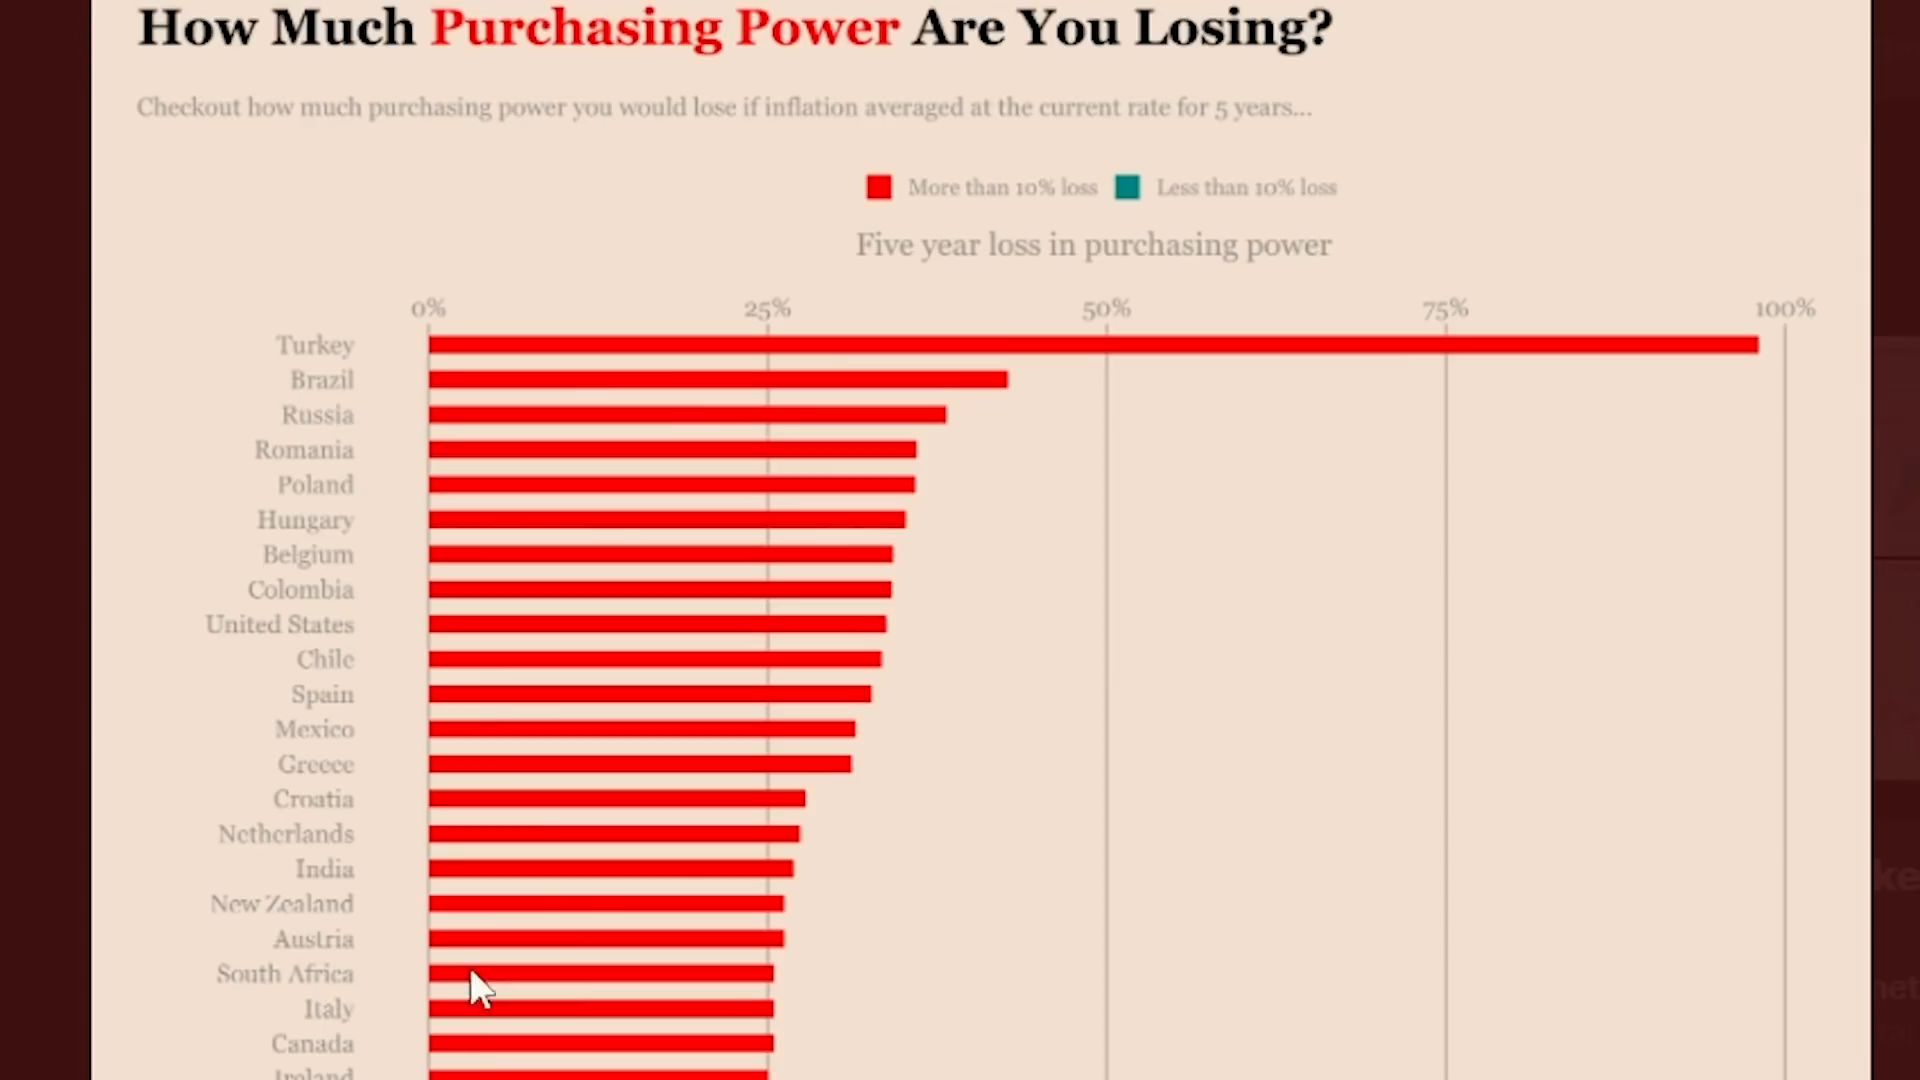 How Much Purchasing Power Are You Losing?
Checkout how much purchasing power you would lose if inflation averaged at the current rate for 5 years...
More than 10% loss Less than 10% loss
Five year loss in purchasing power
0% 25% 50% 75% 100%
Turkey
Brazil
Russia
Romania
Poland
Hungary
Belgium
Colombia
United States
Chile
Spain
Mexico
Greece
Croatia
Netherlands
India
New Zealand
Austria
South Africa
Italy
Canada
Ireland